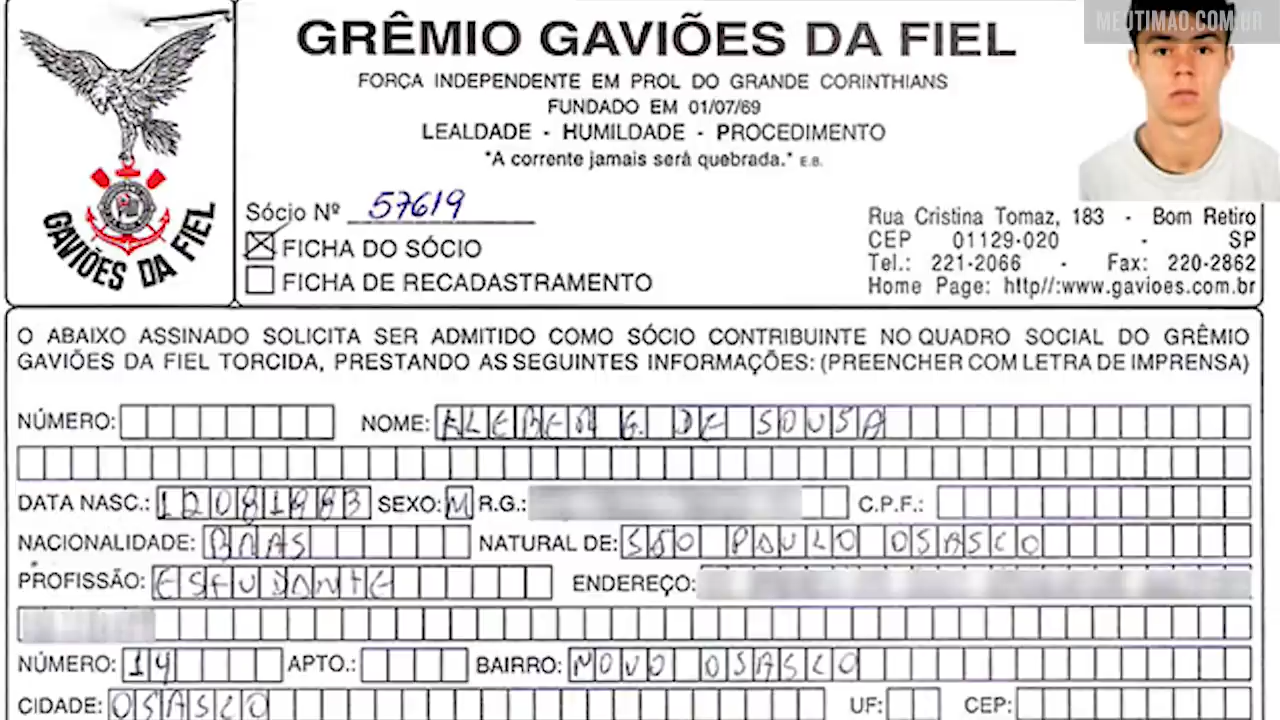 MEUTIMAO.COM.BR
GRÊMIO GAVIÕES DA FIEL
FORÇA INDEPENDENTE EM PROL DO GRANDE CORINTHIANS
FUNDADO EM 01/07/69
LEALDADE - HUMILDADE - PROCEDIMENTO
"A corrente jamais será quebrada." E.B.
GAVIÕES DA FIEL
Sócio Nº 57619
FICHA DO SÓCIO
FICHA DE RECADASTRAMENTO
Rua Cristina Tomaz, 183 - Bom Retiro
CEP 01129-020 - SP
Tel.: 221-2066 - Fax: 220-2862
Home Page: http//:www.gavioes.com.br
O ABAIXO ASSINADO SOLICITA SER ADMITIDO COMO SÓCIO CONTRIBUINTE NO QUADRO SOCIAL DO GRÊMIO
GAVIÕES DA FIEL TORCIDA, PRESTANDO AS SEGUINTES INFORMAÇÕES: (PREENCHER COM LETRA DE IMPRENSA)
NÚMERO: NOME: KLEBER G. DE SOUSA
DATA NASC.: 12081983 SEXO: M R.G.: C.P.F.:
NACIONALIDADE: BRAS NATURAL DE: SÃO PAULO OSASCO
PROFISSÃO: ESTUDANTE ENDEREÇO:
NÚMERO: 14 APTO.: BAIRRO: NOVO OSASCO
CIDADE: OSASCO UF: CEP: